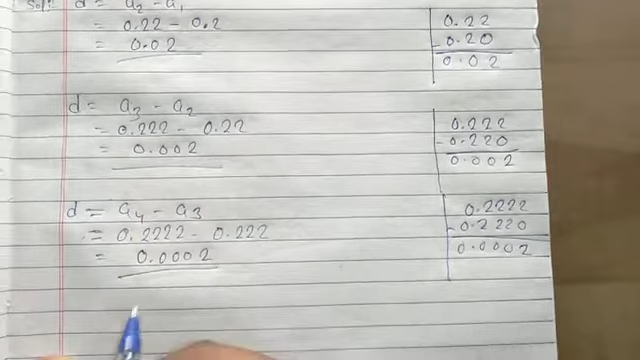 Sol: d = a2 - a1
= 0.22 - 0.2
= 0.02
0.22
- 0.20
0.02
d = a3 - a2
= 0.222 - 0.22
= 0.002
0.222
- 0.220
0.002
d = a4 - a3
= 0.2222 - 0.222
= 0.0002
0.2222
- 0.2220
0.0002